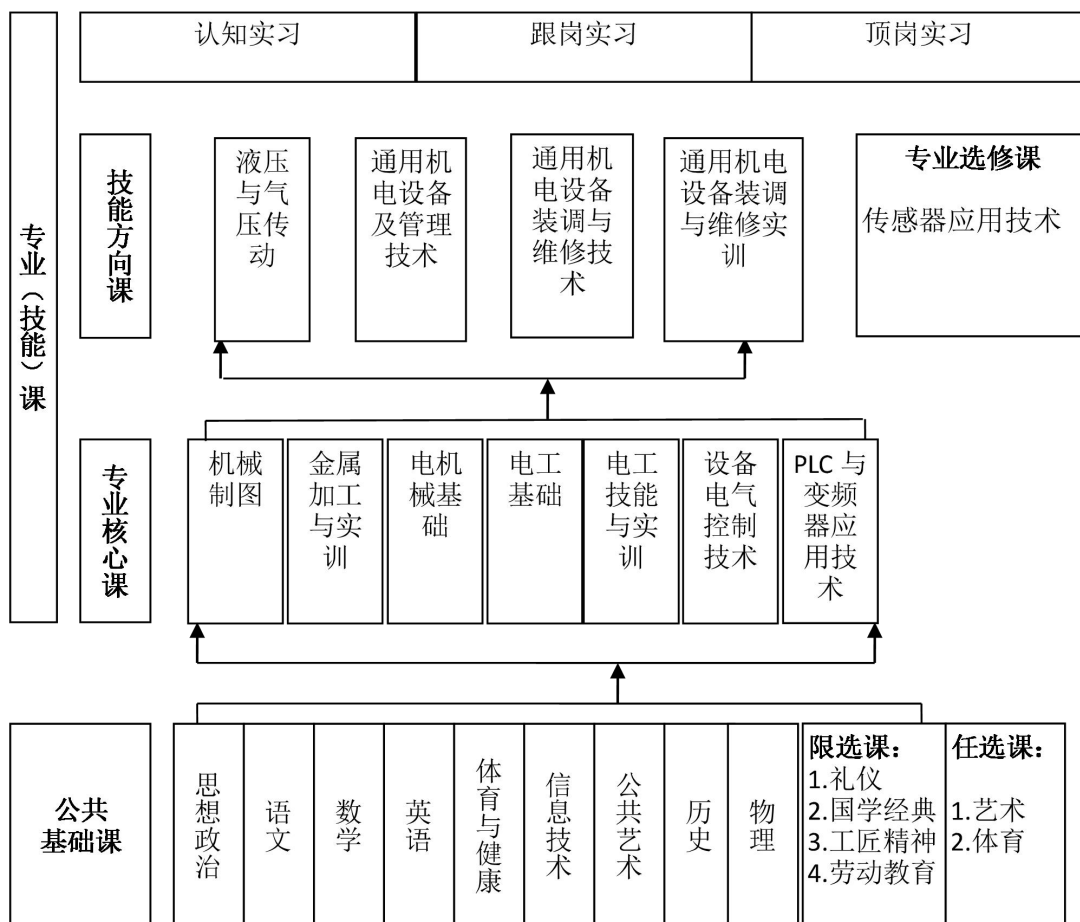 认知实习
跟岗实习
顶岗实习
专业（技能）课
技能方向课
液压
与气
压传
动
通用机
电设备
及管理
技术
通用机
电设备
装调与
维修技
术
通用机电
设备装调
与维修实
训
专业选修课
传感器应用技术
专业核心课
机械
制图
金属
加工
与实
训
电机
械基
础
电工
基础
电工
技能
与实
训
设备
电气
控制
技术
PLC 与
变频
器应
用技
术
公共
基础课
思想政治
语文
数学
英语
体育与健康
信息技术
公共艺术
历史
物理
限选课：
1.礼仪
2.国学经典
3.工匠精神
4.劳动教育
任选课：
1.艺术
2.体育